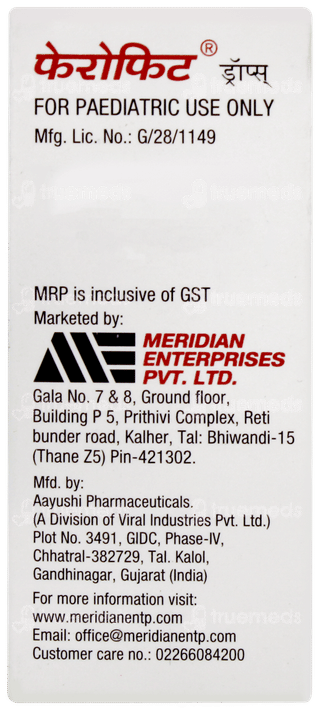 फेरोफिट® ड्रॉप्स्
FOR PAEDIATRIC USE ONLY
Mfg. Lic. No.: G/28/1149
MRP is inclusive of GST
Marketed by:
MERIDIAN
ENTERPRISES
PVT. LTD.
Gala No. 7 & 8, Ground floor,
Building P 5, Prithivi Complex, Reti
bunder road, Kalher, Tal: Bhiwandi-15
(Thane Z5) Pin-421302.
Mfd. by:
Aayushi Pharmaceuticals.
(A Division of Viral Industries Pvt. Ltd.)
Plot No. 3491, GIDC, Phase-IV,
Chhatral-382729, Tal. Kalol,
Gandhinagar, Gujarat (India)
For more information visit:
www.meridianentp.com
Email: office@meridianentp.com
Customer care no.: 02266084200